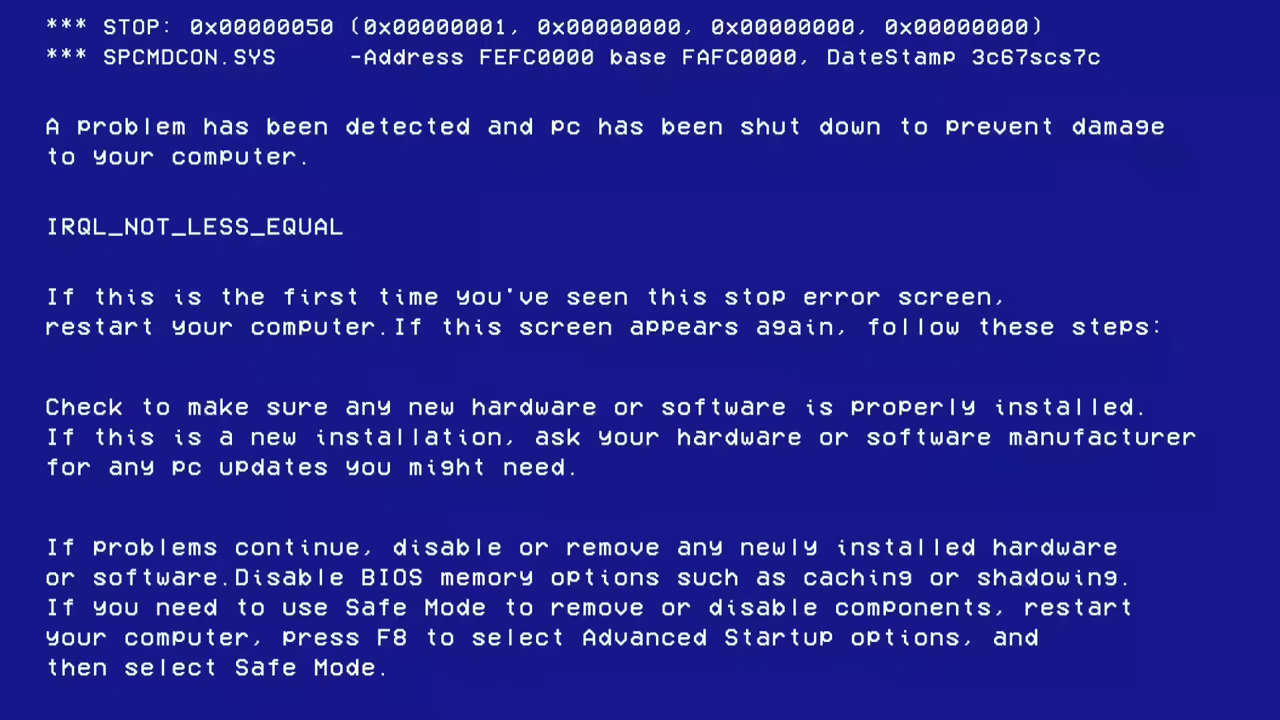 *** STOP: 0x00000050 (0x00000001, 0x00000000, 0x00000000, 0x00000000)
*** SPCMDCON.SYS -Address FEFC0000 base FAFC0000, DateStamp 3c67scs7c
A problem has been detected and pc has been shut down to prevent damage
to your computer.
IRQL_NOT_LESS_EQUAL
If this is the first time you've seen this stop error screen,
restart your computer.If this screen appears again, follow these steps:
Check to make sure any new hardware or software is properly installed.
If this is a new installation, ask your hardware or software manufacturer
for any pc updates you might need.
If problems continue, disable or remove any newly installed hardware
or software.Disable BIOS memory options such as caching or shadowing.
If you need to use Safe Mode to remove or disable components, restart
your computer, press F8 to select Advanced Startup options, and
then select Safe Mode.